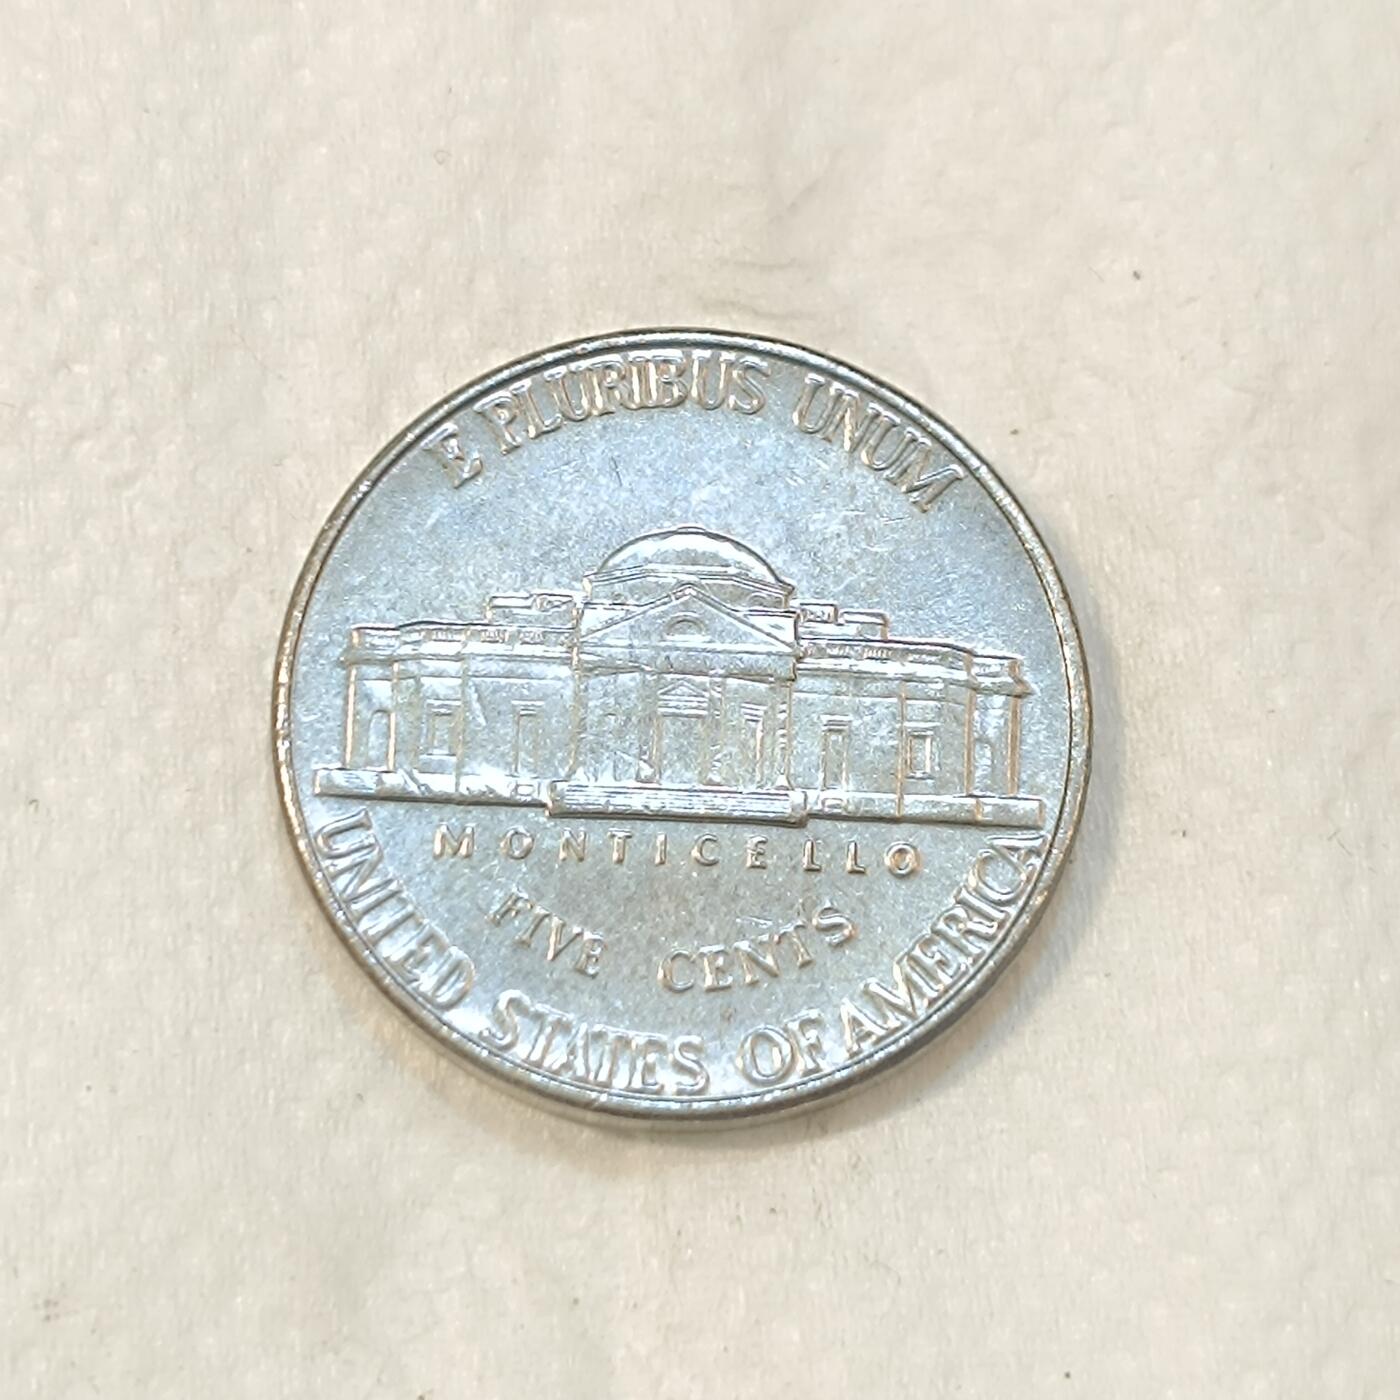 E PLURIBUS UNUM
MONTICELLO
FIVE CENTS
UNITED STATES OF AMERICA